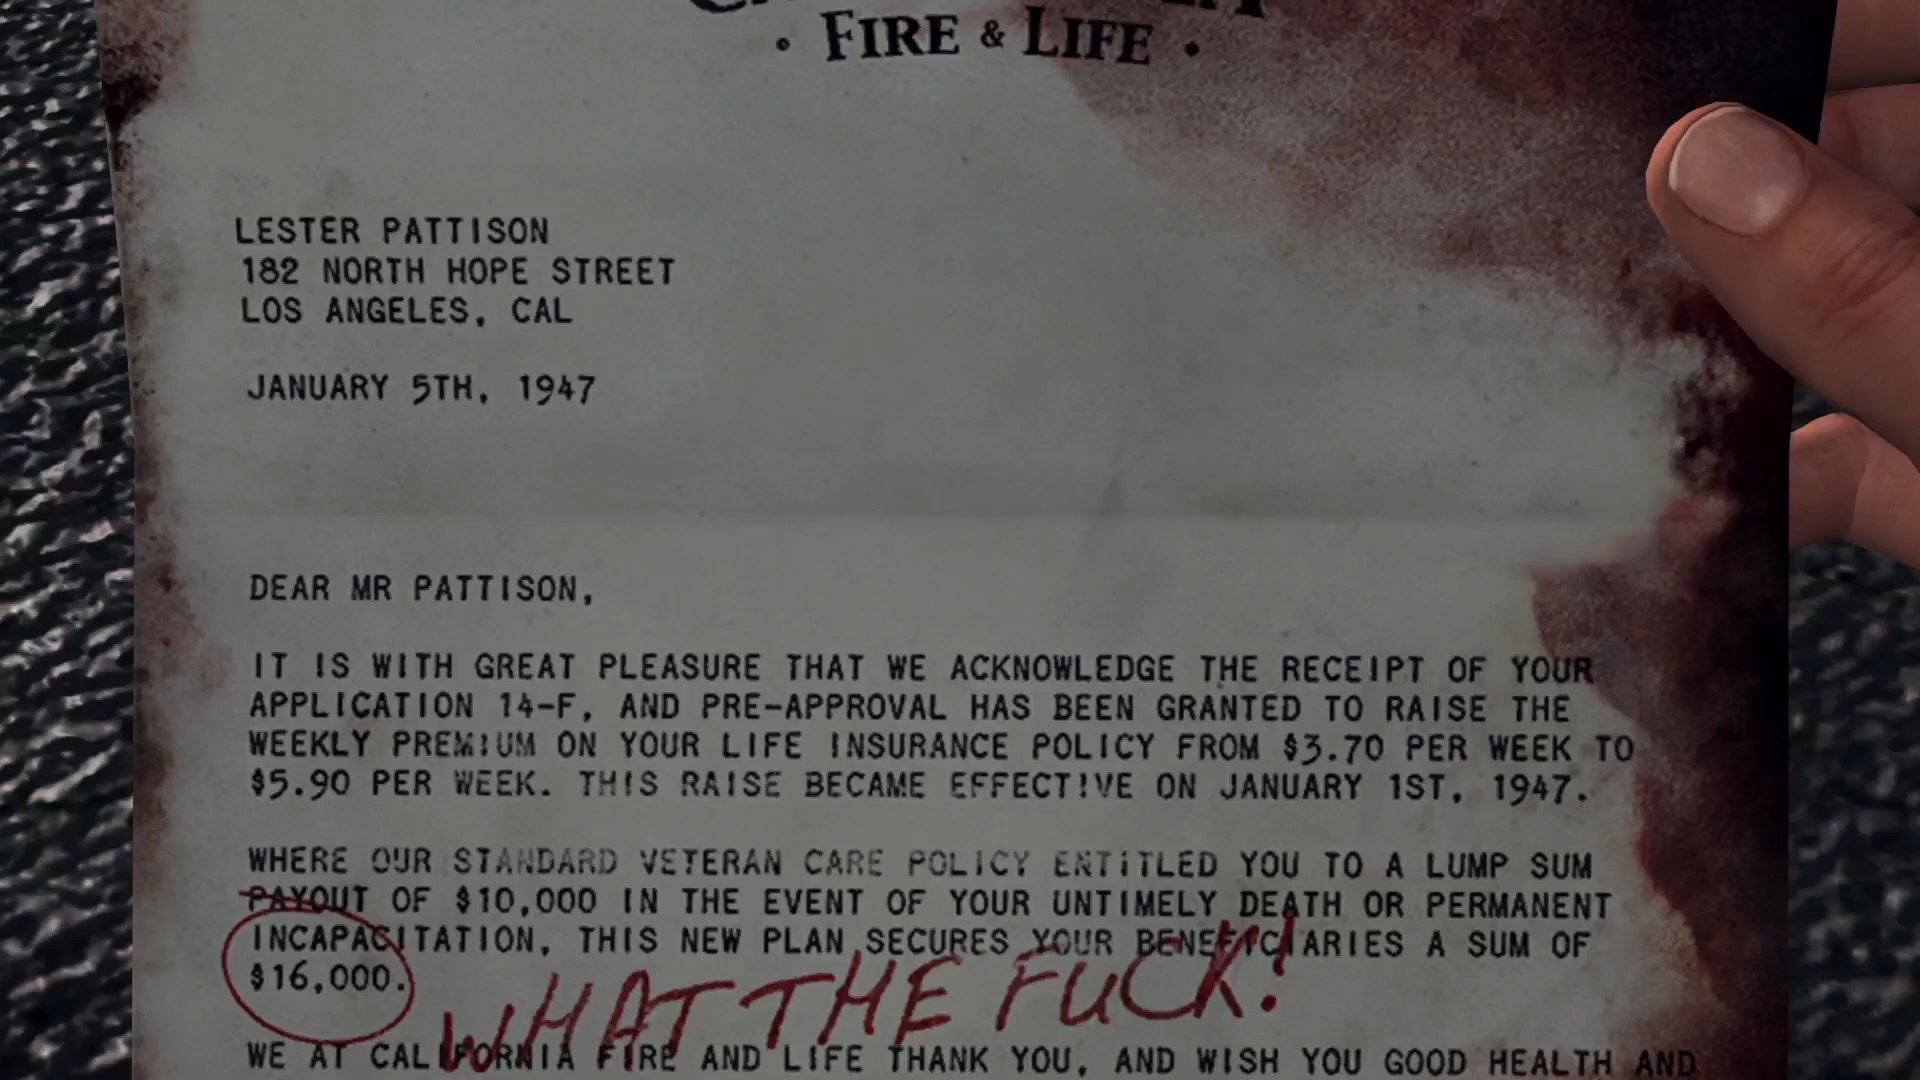 · FIRE & LIFE ·
LESTER PATTISON
182 NORTH HOPE STREET
LOS ANGELES, CAL
JANUARY 5TH, 1947
DEAR MR PATTISON,
IT IS WITH GREAT PLEASURE THAT WE ACKNOWLEDGE THE RECEIPT OF YOUR
APPLICATION 14-F, AND PRE-APPROVAL HAS BEEN GRANTED TO RAISE THE
WEEKLY PREMIUM ON YOUR LIFE INSURANCE POLICY FROM $3.70 PER WEEK TO
$5.90 PER WEEK. THIS RAISE BECAME EFFECTIVE ON JANUARY 1ST, 1947.
WHERE OUR STANDARD VETERAN CARE POLICY ENTITLED YOU TO A LUMP SUM
PAYOUT OF $10,000 IN THE EVENT OF YOUR UNTIMELY DEATH OR PERMANENT
INCAPACITATION, THIS NEW PLAN SECURES YOUR BENEFICIARIES A SUM OF
$16,000.
WHAT THE FUCK!
WE AT CALIFORNIA FIRE AND LIFE THANK YOU, AND WISH YOU GOOD HEALTH AND